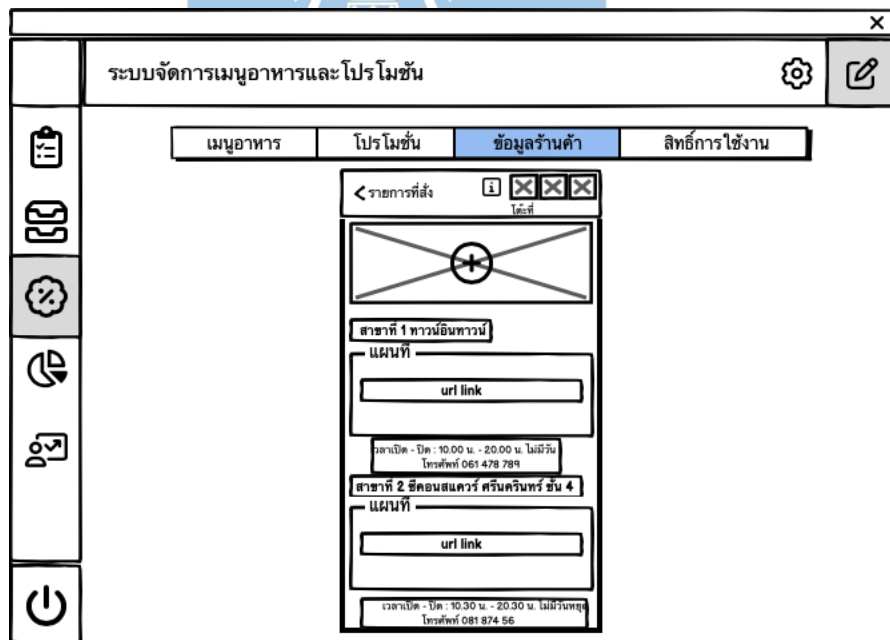 ระบบจัดการเมนูอาหารและโปรโมชัน
เมนูอาหาร
โปรโมชั่น
ข้อมูลร้านค้า
สิทธิ์การใช้งาน
รายการที่สั่ง
โต๊ะที่
สาขาที่ 1 ทาวน์อินทาวน์
แผนที่
url link
วลาเปิด - ปิด : 10.00 น. - 20.00 น. ไม่มีวัน
โทรศัพท์ 061 478 789
สาขาที่ 2 ซีคอนสแควร์ ศรีนครินทร์ ชั้น 4
แผนที่
url link
เวลาเปิด - ปิด : 10.30 น. - 20.30 น. ไม่มีวันหยุด
โทรศัพท์ 081 874 56